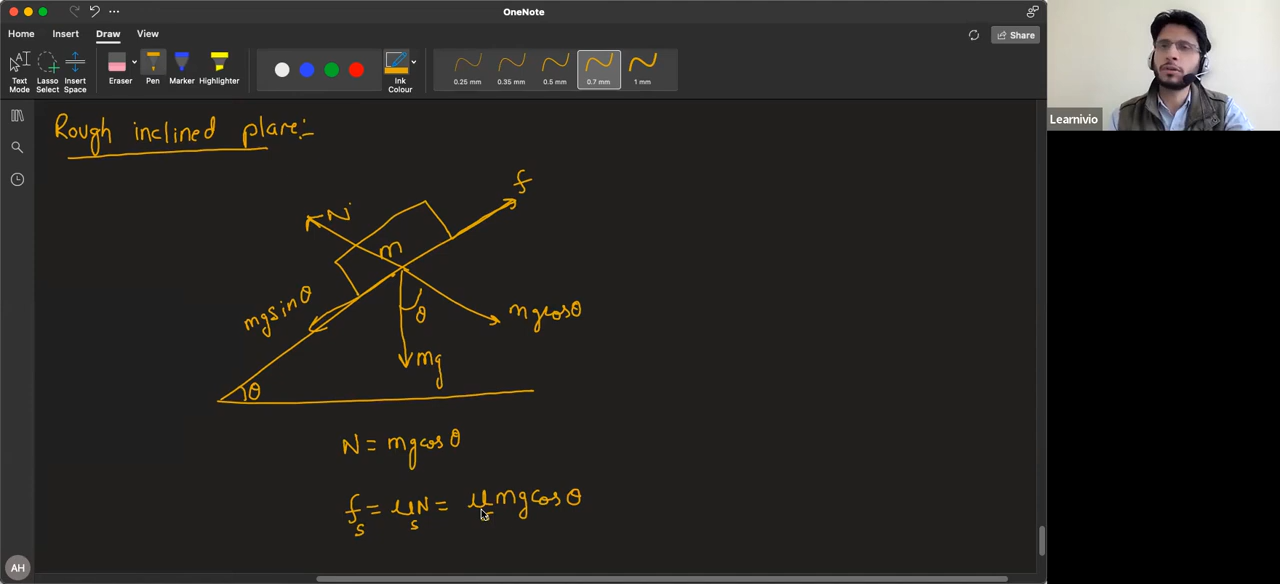 OneNote
Home Insert Draw View
Share
Text Mode
Lasso Select
Insert Space
Eraser
Pen
Marker
Highlighter
Ink Colour
0.25 mm
0.35 mm
0.5 mm
0.7 mm
1 mm
Learnivio
Rough inclined plane:-
f
N
m
mgsinθ
θ
mgcosθ
mg
θ
N = mgcosθ
fs = μsN = μs mgcosθ
AH